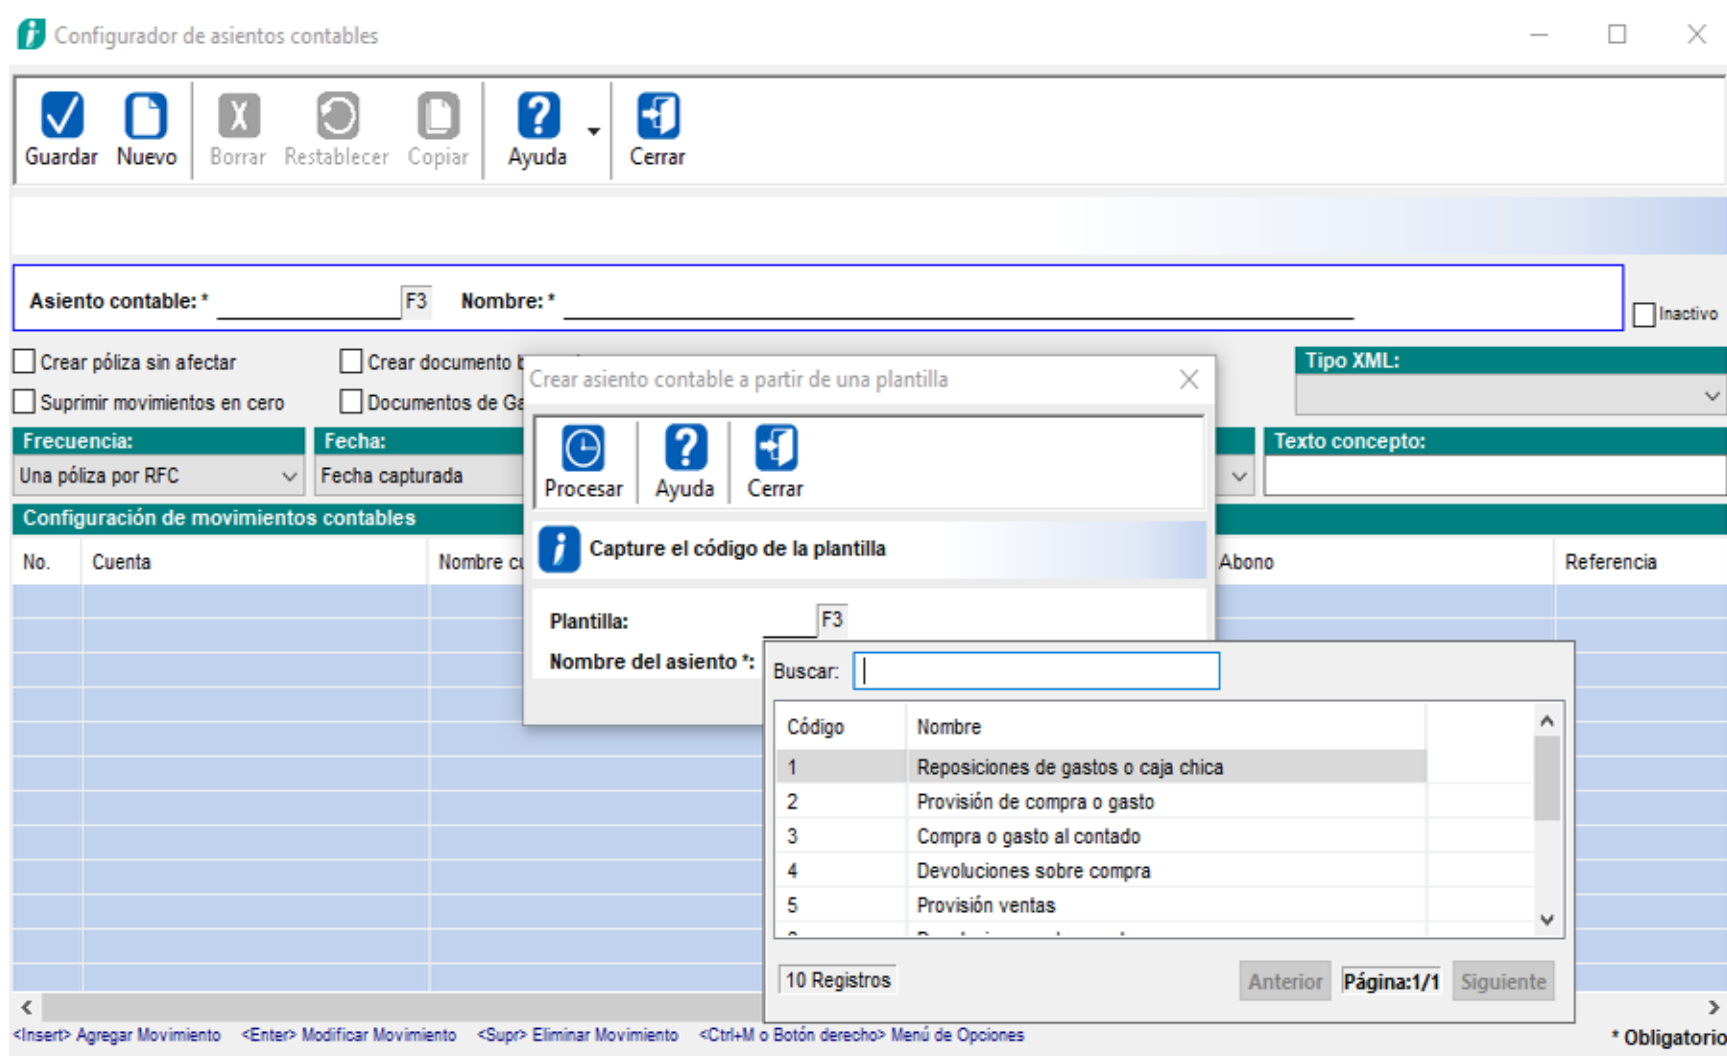 Configurador de asientos contables
Guardar Nuevo Borrar Restablecer Copiar Ayuda Cerrar
Asiento contable: * F3 Nombre: *
Inactivo
Crear póliza sin afectar Crear documento
Tipo XML:
Suprimir movimientos en cero Documentos de
Frecuencia: Fecha: Texto concepto:
Una póliza por RFC Fecha capturada
Configuración de movimientos contables
No. Cuenta Nombre Abono Referencia
Crear asiento contable a partir de una plantilla
Procesar Ayuda Cerrar
Capture el código de la plantilla
Plantilla: F3
Nombre del asiento *:
Buscar:
Código Nombre
1 Reposiciones de gastos o caja chica
2 Provisión de compra o gasto
3 Compra o gasto al contado
4 Devoluciones sobre compra
5 Provisión ventas
10 Registros Anterior Página:1/1 Siguiente
<Insert> Agregar Movimiento <Enter> Modificar Movimiento <Supr> Eliminar Movimiento <Ctrl+M o Botón derecho> Menú de Opciones
* Obligatorio